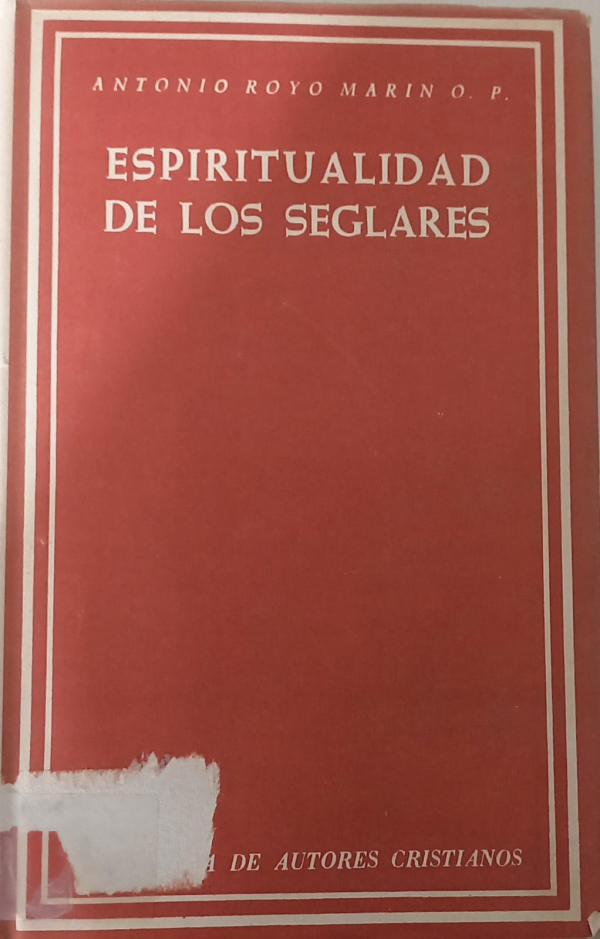 ANTONIO ROYO MARIN O. P.
ESPIRITUALIDAD
DE LOS SEGLARES
A DE AUTORES CRISTIANOS